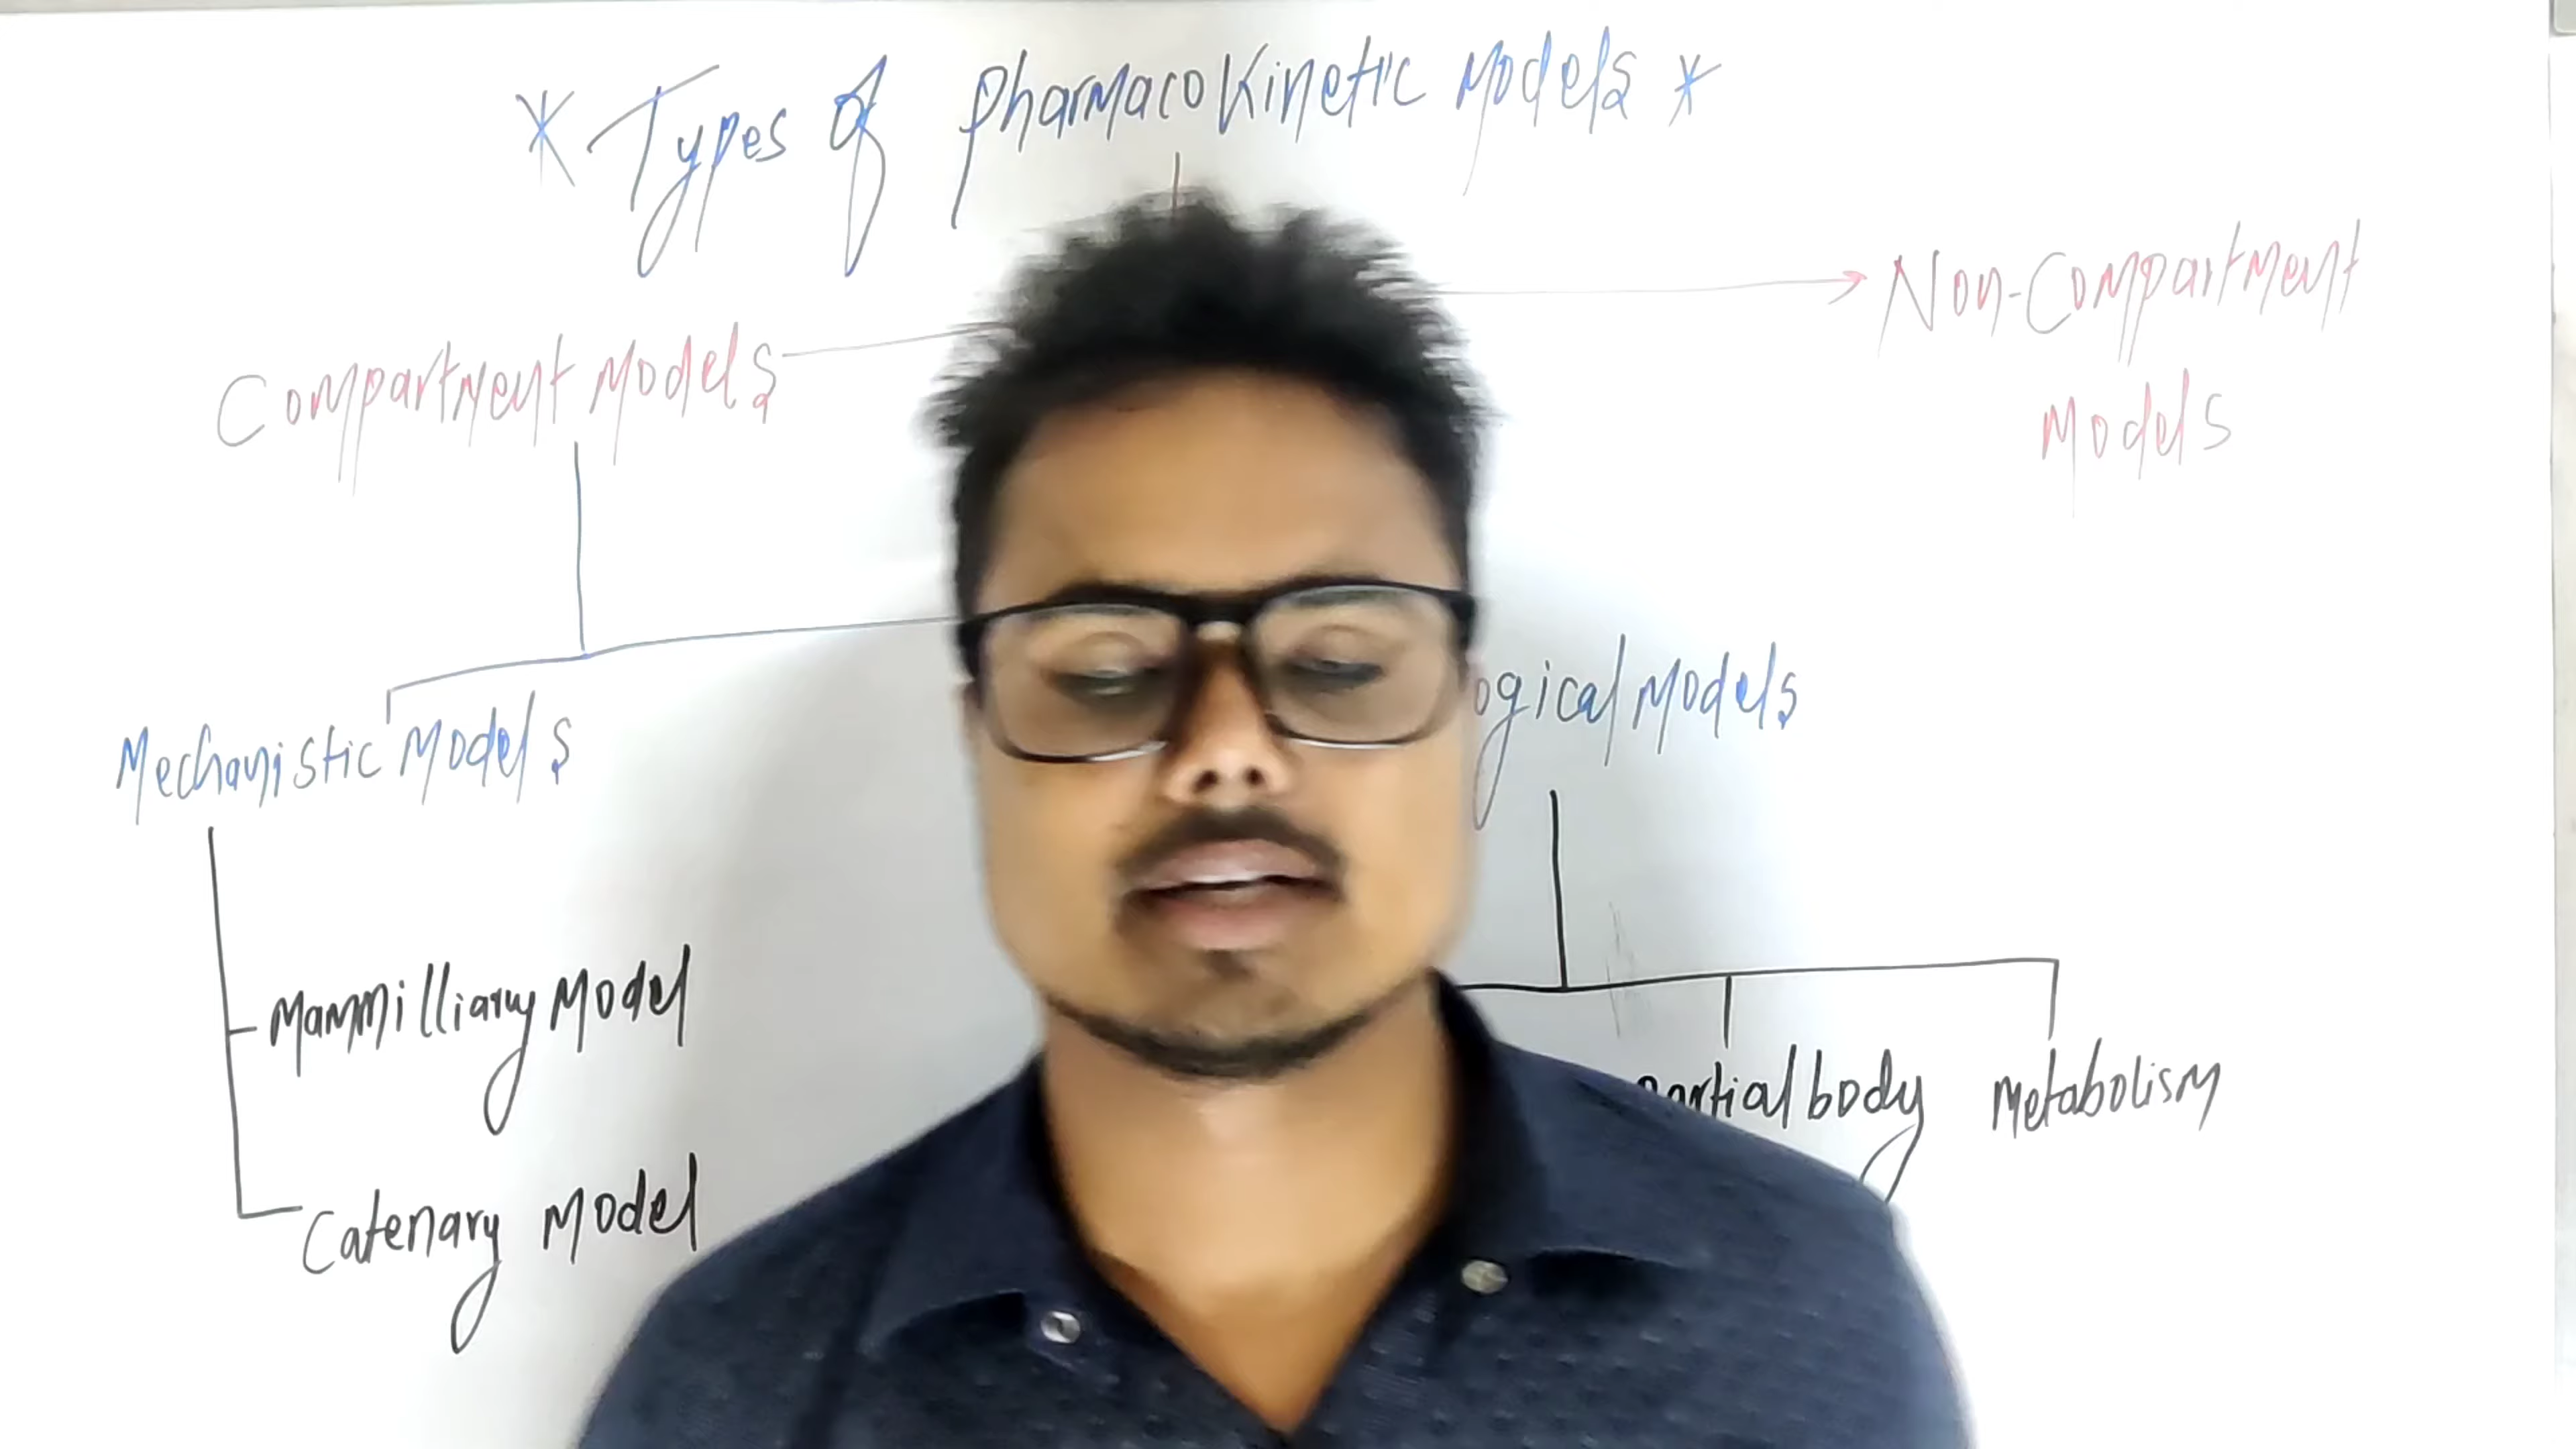 * Types of pharmacokinetic models *
Compartment models
Non-Compartment
Models
Mechanistic models
ogical models
Mammilliary model
Catenary model
partial body
metabolism